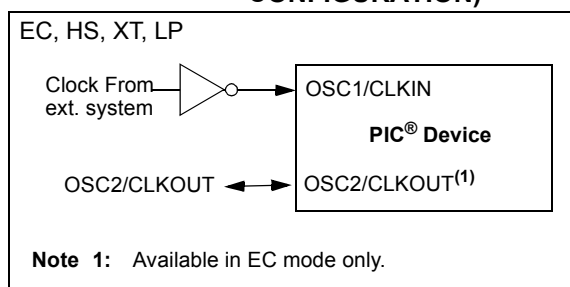 CONFIGURATION)
EC, HS, XT, LP
Clock From
ext. system
OSC1/CLKIN
PIC® Device
OSC2/CLKOUT
OSC2/CLKOUT(1)
Note 1: Available in EC mode only.